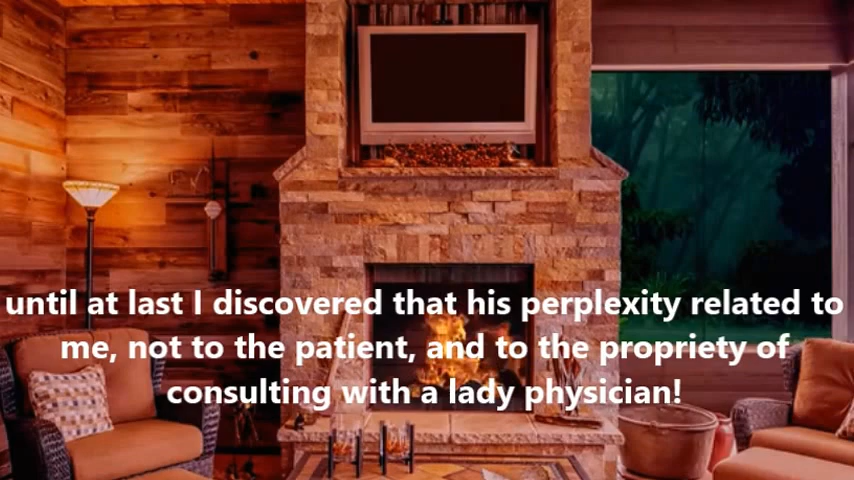 until at last I discovered that his perplexity related to
me, not to the patient, and to the propriety of
consulting with a lady physician!